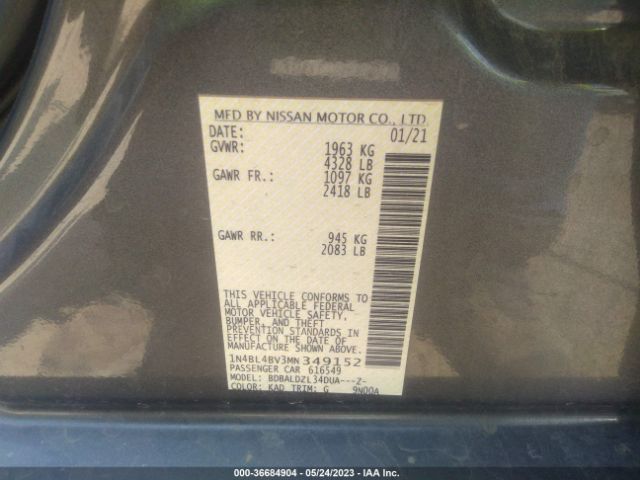 MFD BY NISSAN MOTOR CO., LTD.
DATE: 01/21
GVWR: 1963 KG
4328 LB
GAWR FR.: 1097 KG
2418 LB
GAWR RR.: 945 KG
2083 LB
THIS VEHICLE CONFORMS TO
ALL APPLICABLE FEDERAL
MOTOR VEHICLE SAFETY,
BUMPER, AND THEFT
PREVENTION STANDARDS IN
EFFECT ON THE DATE OF
MANUFACTURE SHOWN ABOVE.
1N4BL4BV3MN349152
PASSENGER CAR 616549
MODEL: BDBALDZL34DUA---Z-
COLOR: KAD TRIM: G 9N00A
000-36684904 - 05/24/2023 - IAA Inc.